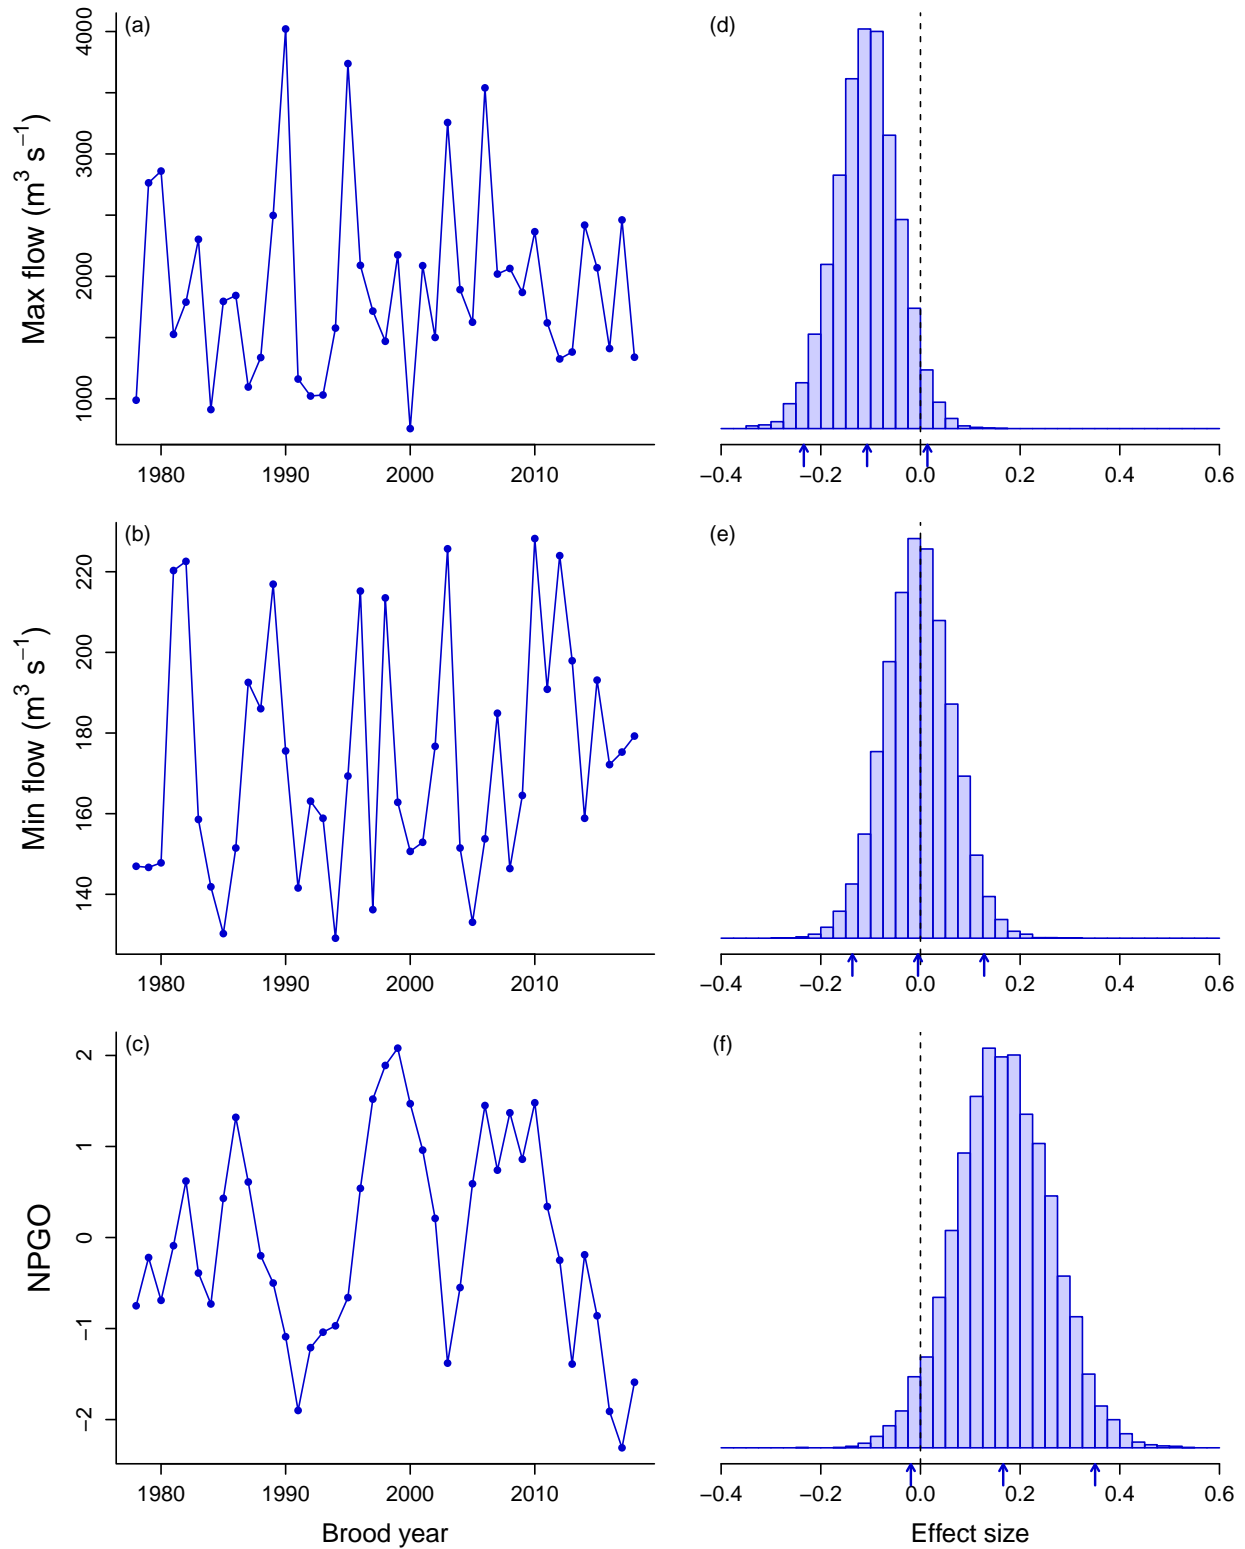 (a)
Max flow (m³ s⁻¹)
4000
3000
2000
1000
1980 1990 2000 2010
(d)
−0.4 −0.2 0.0 0.2 0.4 0.6
(b)
Min flow (m³ s⁻¹)
220
200
180
160
140
1980 1990 2000 2010
(e)
−0.4 −0.2 0.0 0.2 0.4 0.6
(c)
NPGO
2
1
0
−1
−2
1980 1990 2000 2010
Brood year
(f)
−0.4 −0.2 0.0 0.2 0.4 0.6
Effect size